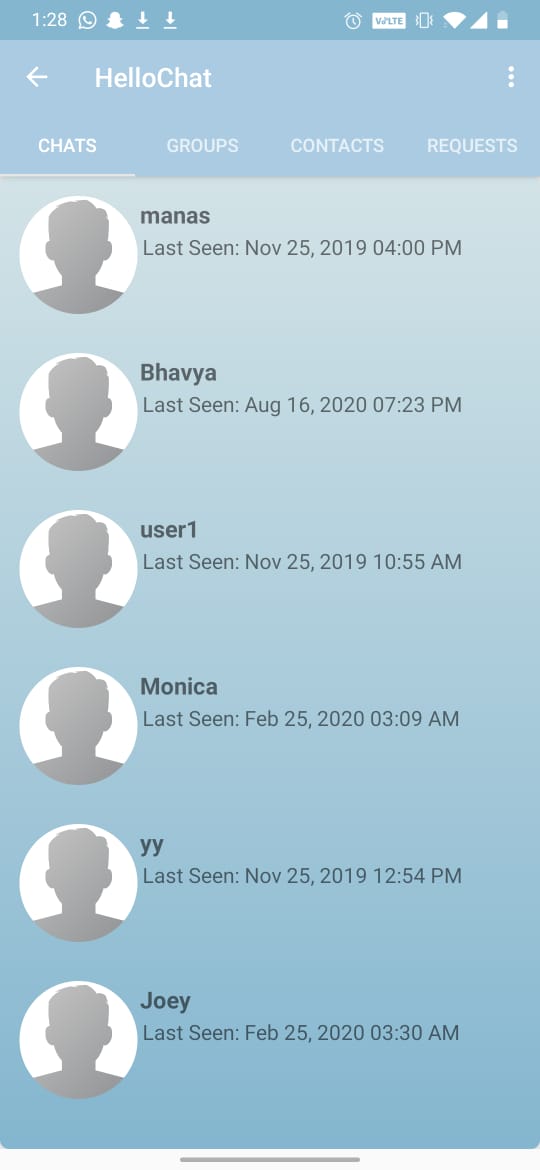 1:28
VoLTE
HelloChat
CHATS GROUPS CONTACTS REQUESTS
manas
Last Seen: Nov 25, 2019 04:00 PM
Bhavya
Last Seen: Aug 16, 2020 07:23 PM
user1
Last Seen: Nov 25, 2019 10:55 AM
Monica
Last Seen: Feb 25, 2020 03:09 AM
yy
Last Seen: Nov 25, 2019 12:54 PM
Joey
Last Seen: Feb 25, 2020 03:30 AM